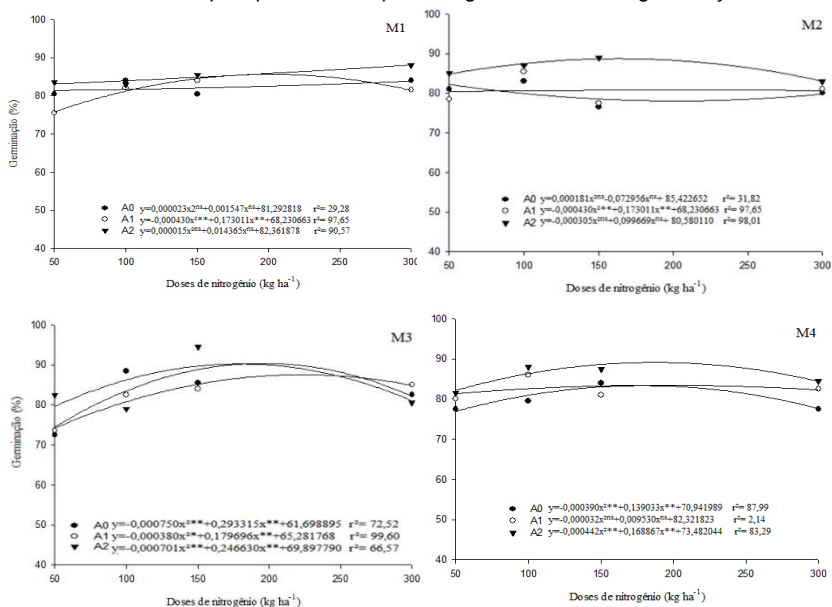 M1
Germinação (%)
100
90
80
70
60
50
40
A0 y=0,000023x2ⁿˢ+0,001547xⁿˢ+81,292818 r²= 29,28
A1 y=-0,000430x²**+0,173011x**+68,230663 r²= 97,65
A2 y=0,000015x²ⁿˢ+0,014365xⁿˢ+82,361878 r²= 90,57
50 100 150 200 250 300
Doses de nitrogênio (kg ha⁻¹)
M2
100
90
80
70
60
50
40
A0 y=0,000181x²ⁿˢ-0,072956xⁿˢ+ 85,422652 r²= 31,82
A1 y=-0,000430x²**+0,173011x**+68,230663 r²= 97,65
A2 y=-0,000305x²ⁿˢ+0,099669xⁿˢ+ 80,580110 r²= 98,01
50 100 150 200 250 300
Doses de nitrogênio (kg ha⁻¹)
M3
Germinação (%)
100
90
80
70
60
50
40
A0 y=-0,000750x²**+0,293315x**+61,698895 r²= 72,52
A1 y=-0,000380x²**+0,179696x**+65,281768 r²= 99,60
A2 y=-0,000701x²**+0,246630x**+69,897790 r²= 66,57
50 100 150 200 250 300
Doses de nitrogênio (kg ha⁻¹)
M4
100
90
80
70
60
50
40
A0 y=-0,000390x²**+0,139033x**+70,941989 r²= 87,99
A1 y=-0,000032x²ⁿˢ+0,009530xⁿˢ+82,321823 r²= 2,14
A2 y=-0,000442x²**+0,168867x**+73,482044 r²= 83,29
50 100 150 200 250 300
Doses de nitrogênio (kg ha⁻¹)